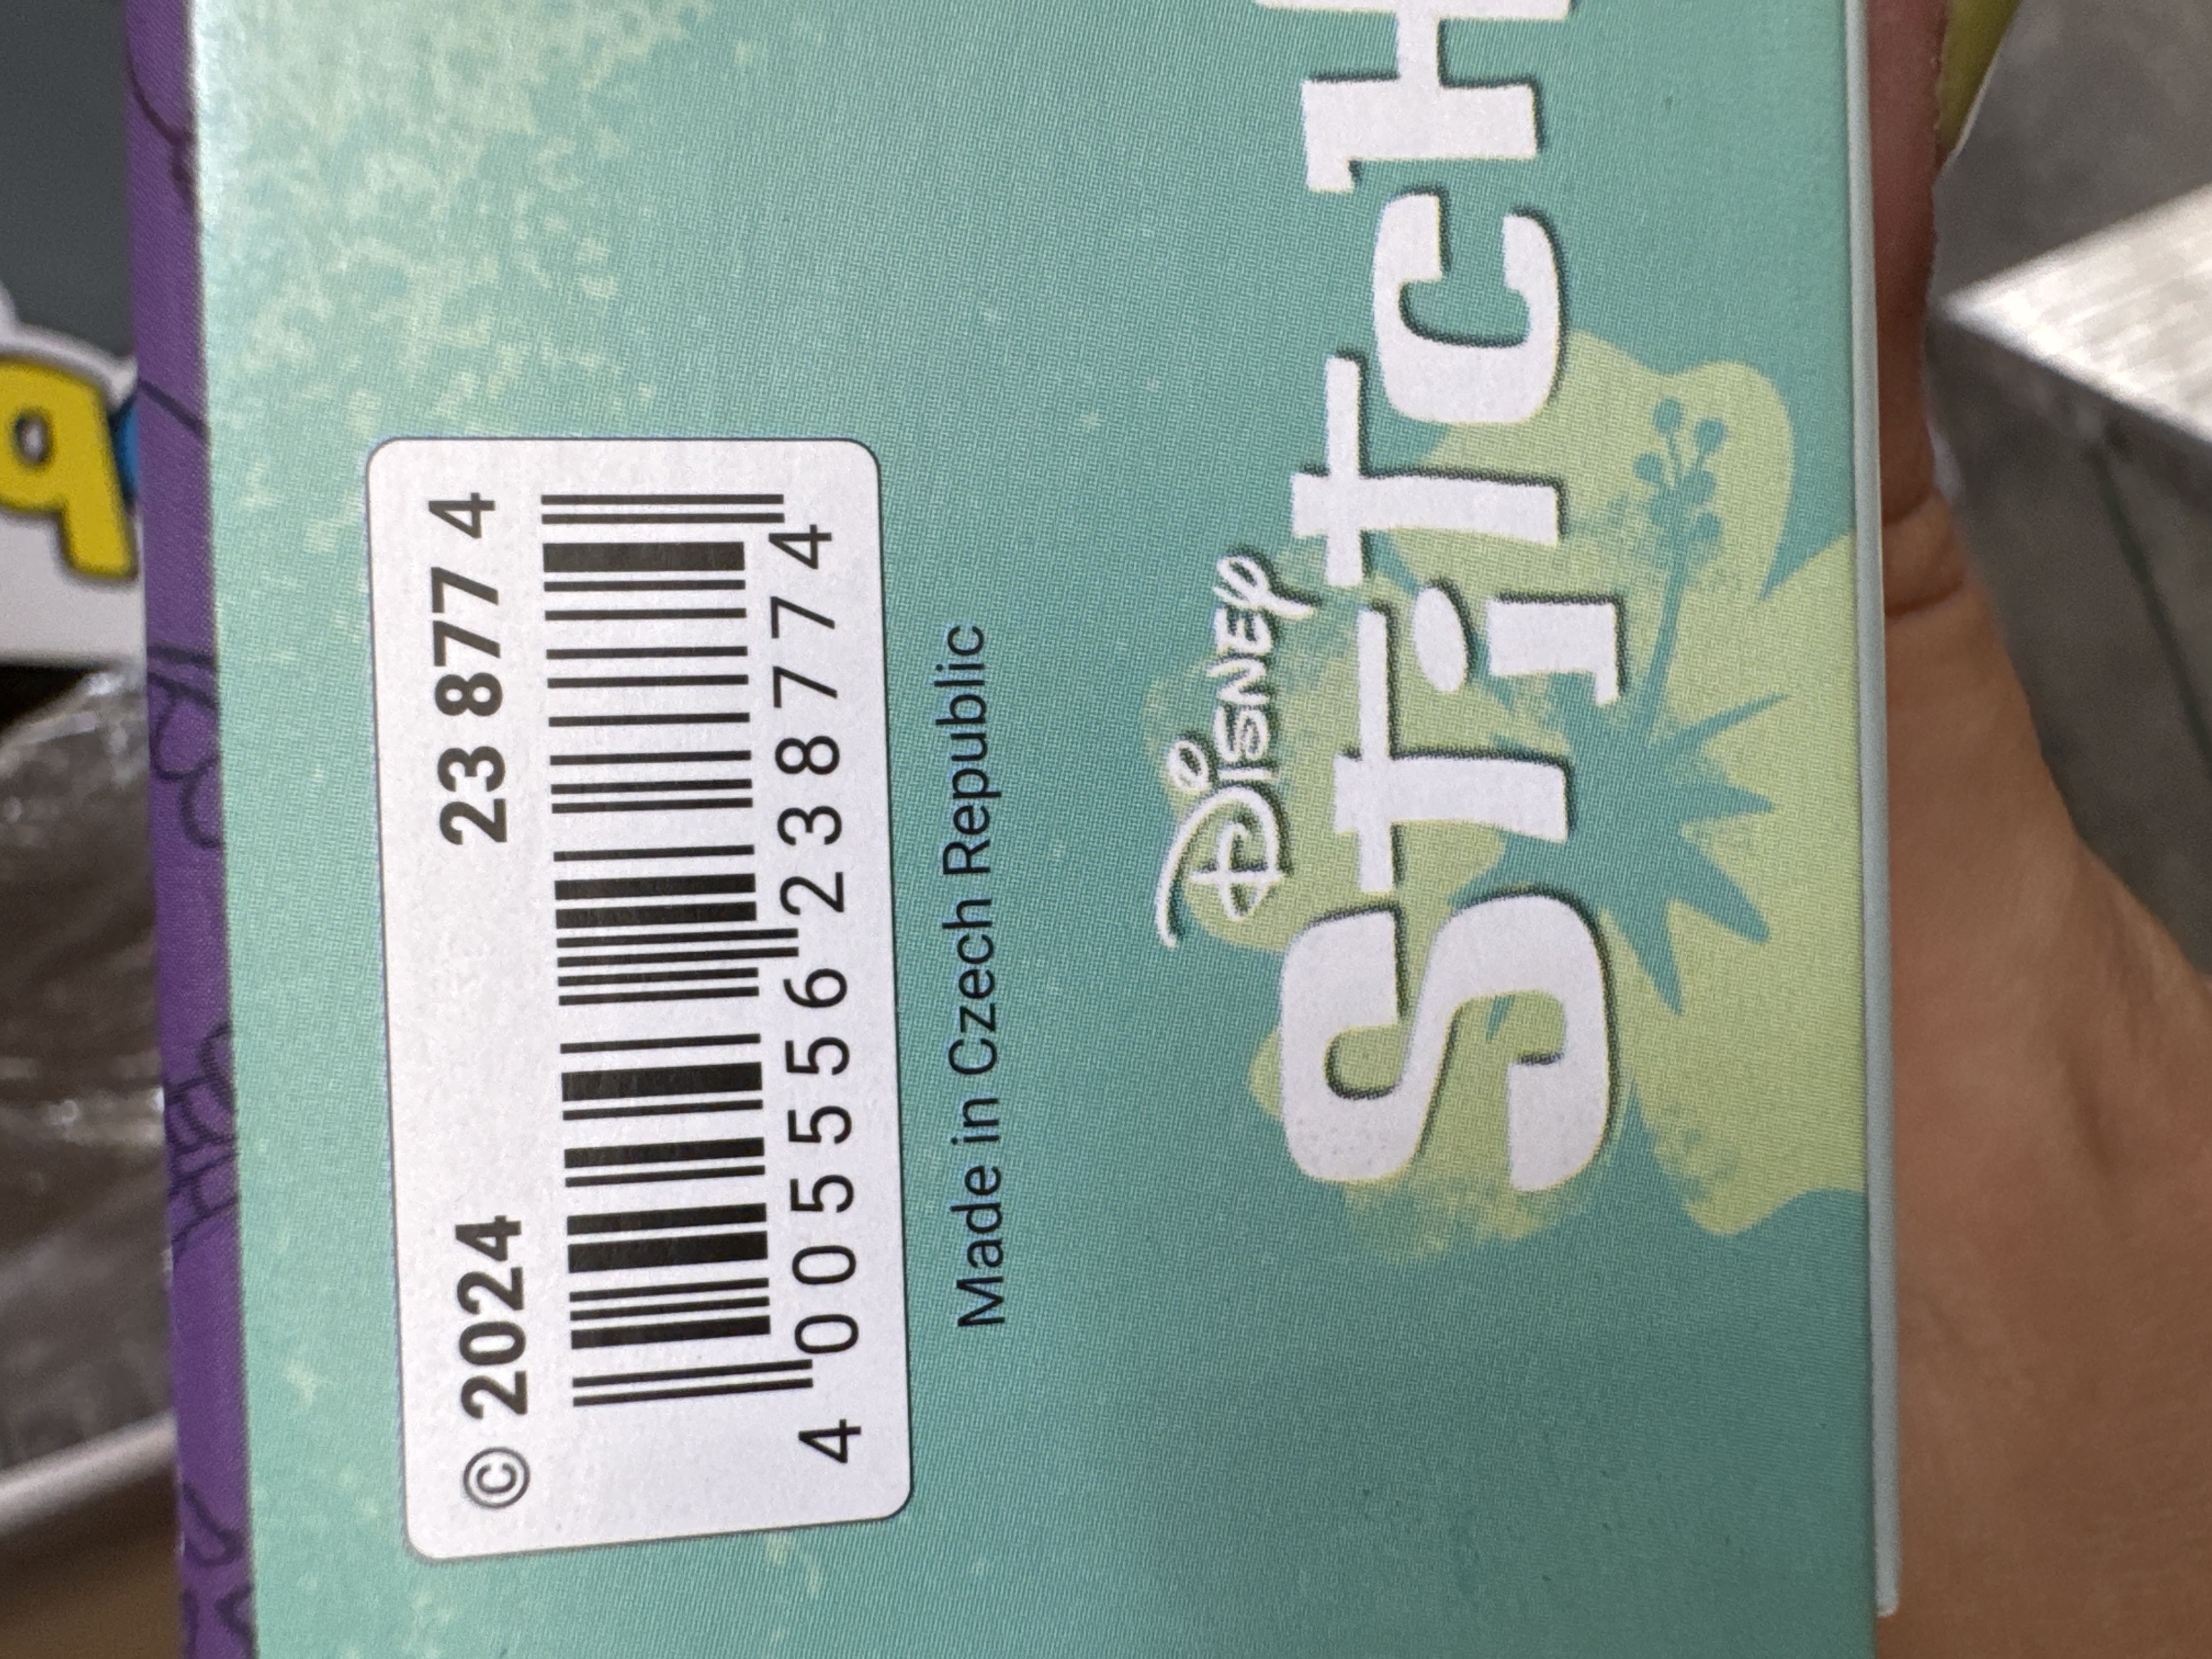 © 2024 23 877 4
4 005556 238774
Made in Czech Republic
Disney
STiTcH